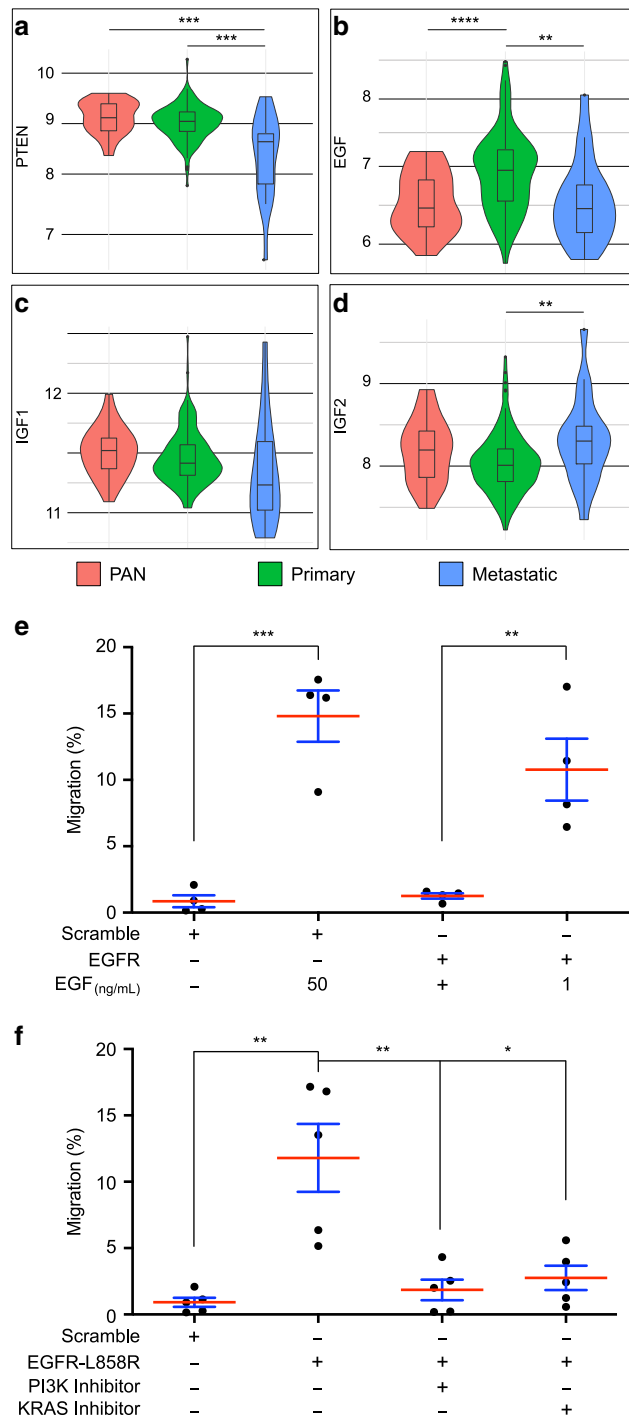 a
***
***
10
9
8
7
PTEN
b
****
**
8
7
6
EGF
c
12
11
IGF1
d
**
9
8
IGF2
PAN Primary Metastatic
e
***
**
20
15
10
5
0
Migration (%)
Scramble + + – –
EGFR – – + +
EGF(ng/mL) – 50 + 1
f
**
**
*
20
15
10
5
0
Migration (%)
Scramble + – – –
EGFR-L858R – + + +
PI3K Inhibitor – – + –
KRAS Inhibitor – – – +